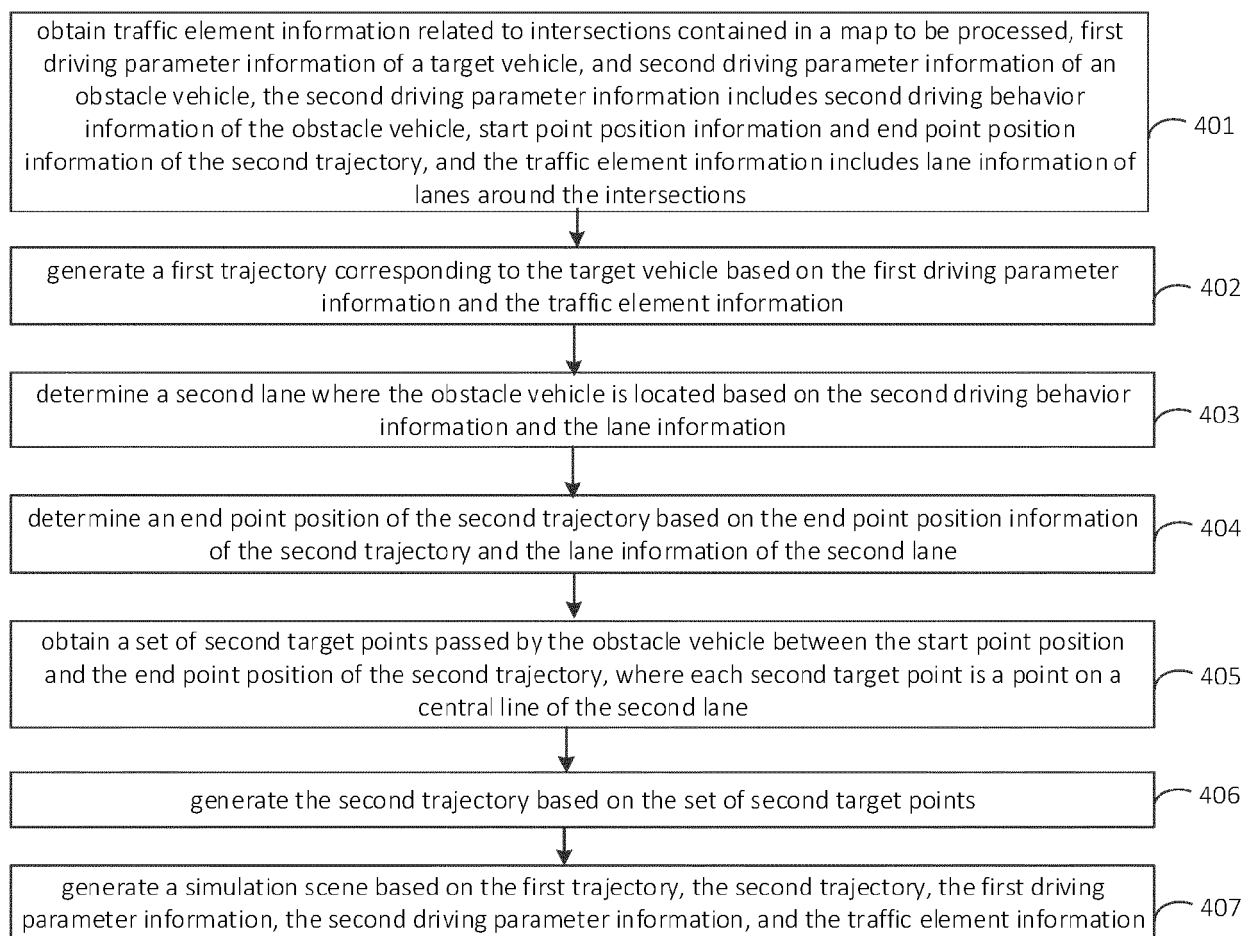 obtain traffic element information related to intersections contained in a map to be processed, first
driving parameter information of a target vehicle, and second driving parameter information of an
obstacle vehicle, the second driving parameter information includes second driving behavior
information of the obstacle vehicle, start point position information and end point position
information of the second trajectory, and the traffic element information includes lane information of
lanes around the intersections
401
generate a first trajectory corresponding to the target vehicle based on the first driving parameter
information and the traffic element information
402
determine a second lane where the obstacle vehicle is located based on the second driving behavior
information and the lane information
403
determine an end point position of the second trajectory based on the end point position information
of the second trajectory and the lane information of the second lane
404
obtain a set of second target points passed by the obstacle vehicle between the start point position
and the end point position of the second trajectory, where each second target point is a point on a
central line of the second lane
405
generate the second trajectory based on the set of second target points
406
generate a simulation scene based on the first trajectory, the second trajectory, the first driving
parameter information, the second driving parameter information, and the traffic element information
407